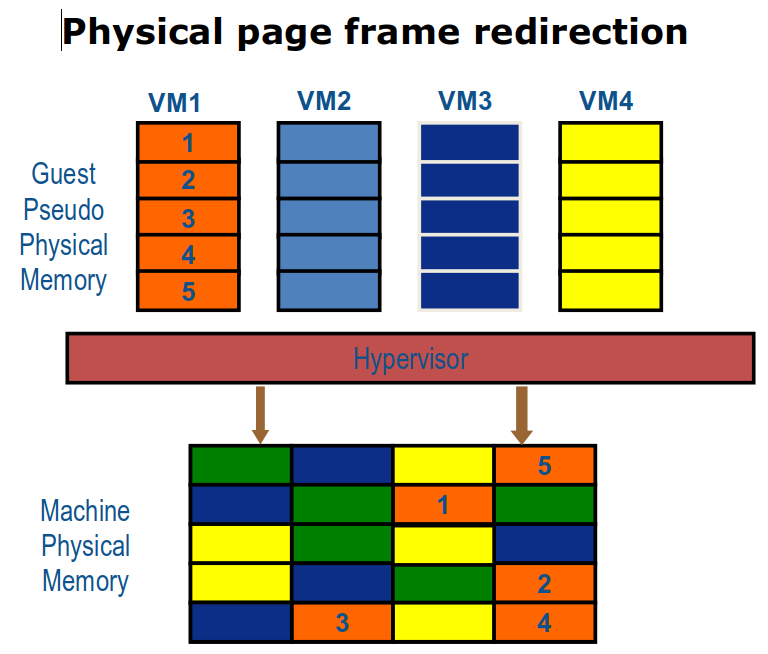 Physical page frame redirection
VM1 VM2 VM3 VM4
Guest
Pseudo
Physical
Memory
1
2
3
4
5
Hypervisor
Machine
Physical
Memory
5
1
2
3 4